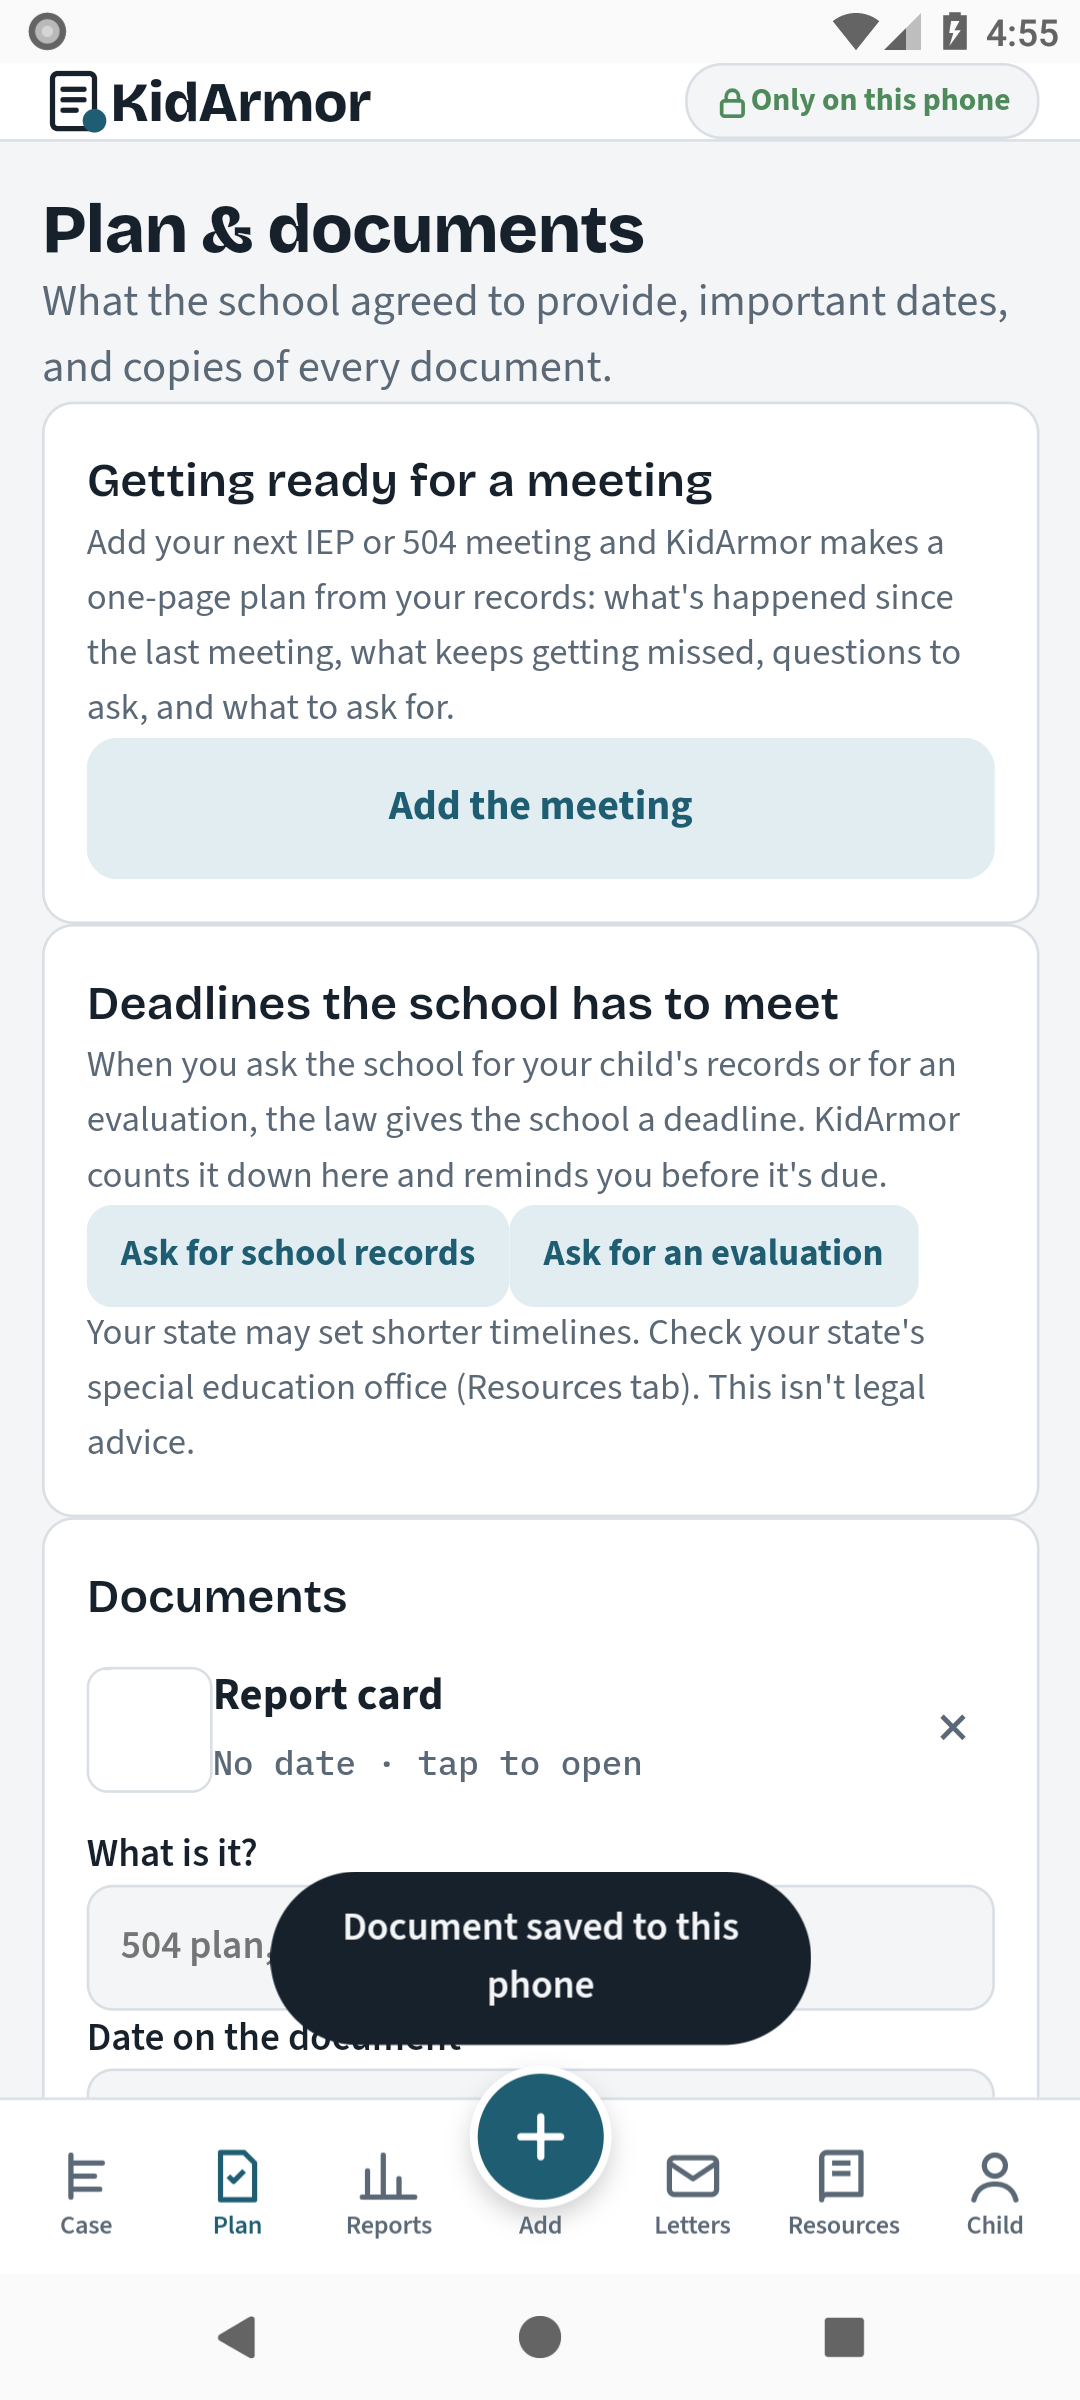 4:55
KidArmor
Only on this phone
Plan & documents
What the school agreed to provide, important dates,
and copies of every document.
Getting ready for a meeting
Add your next IEP or 504 meeting and KidArmor makes a
one-page plan from your records: what's happened since
the last meeting, what keeps getting missed, questions to
ask, and what to ask for.
Add the meeting
Deadlines the school has to meet
When you ask the school for your child's records or for an
evaluation, the law gives the school a deadline. KidArmor
counts it down here and reminds you before it's due.
Ask for school records
Ask for an evaluation
Your state may set shorter timelines. Check your state's
special education office (Resources tab). This isn't legal
advice.
Documents
Report card
No date · tap to open
What is it?
504 plan,
Document saved to this
phone
Date on the document
Case
Plan
Reports
Add
Letters
Resources
Child